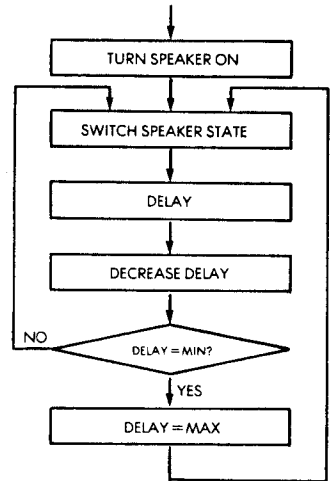 TURN SPEAKER ON
SWITCH SPEAKER STATE
DELAY
DECREASE DELAY
NO
DELAY = MIN?
YES
DELAY = MAX